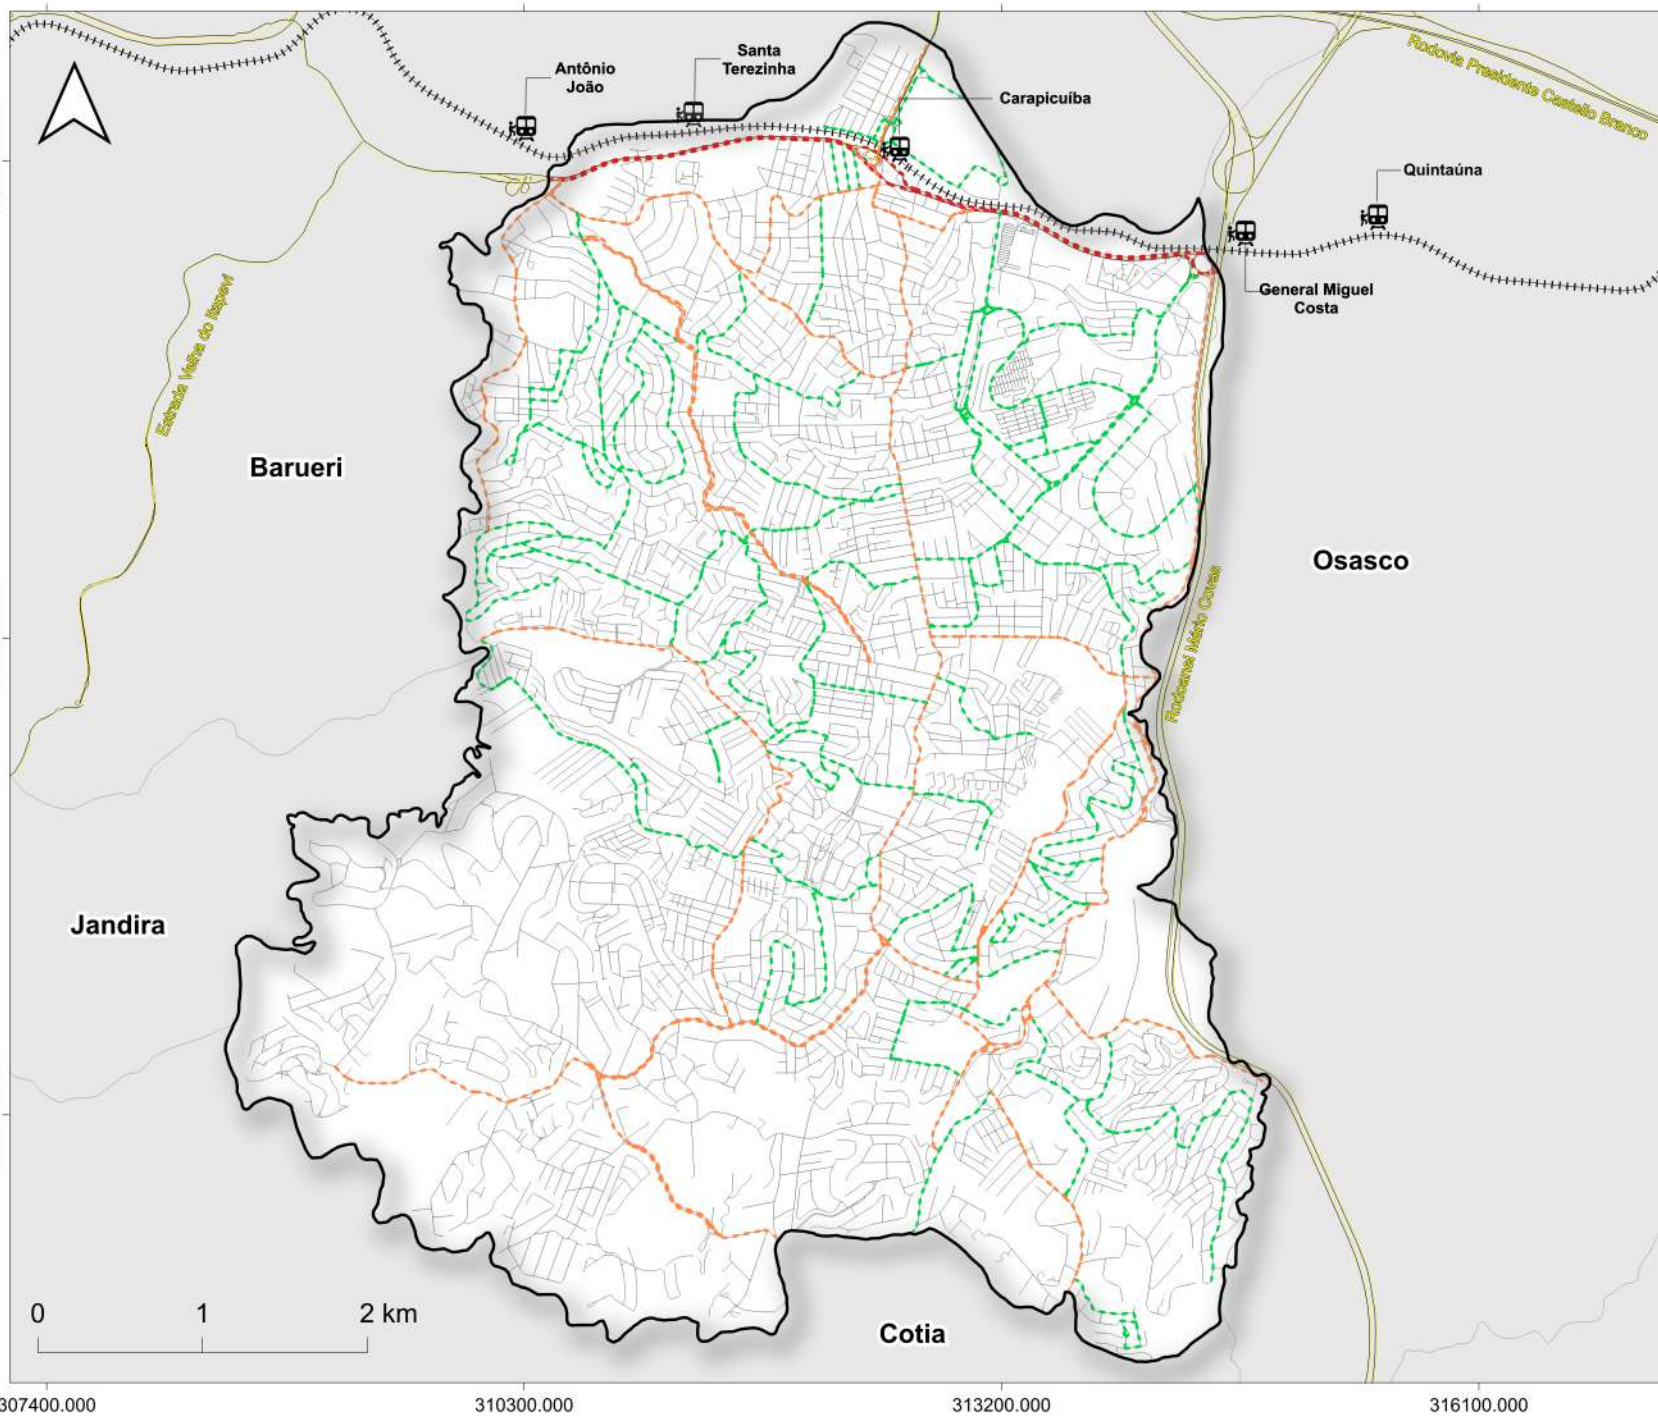 Rodovia Presidente Castello Branco
Santa
Terezinha
Antônio
João
Carapicuíba
Quintaúna
General Miguel
Costa
Estrada Velha do Itapevi
Barueri
Osasco
Rodoanel Mário Covas
Jandira
0 1 2 km
Cotia
307400.000 310300.000 313200.000 316100.000